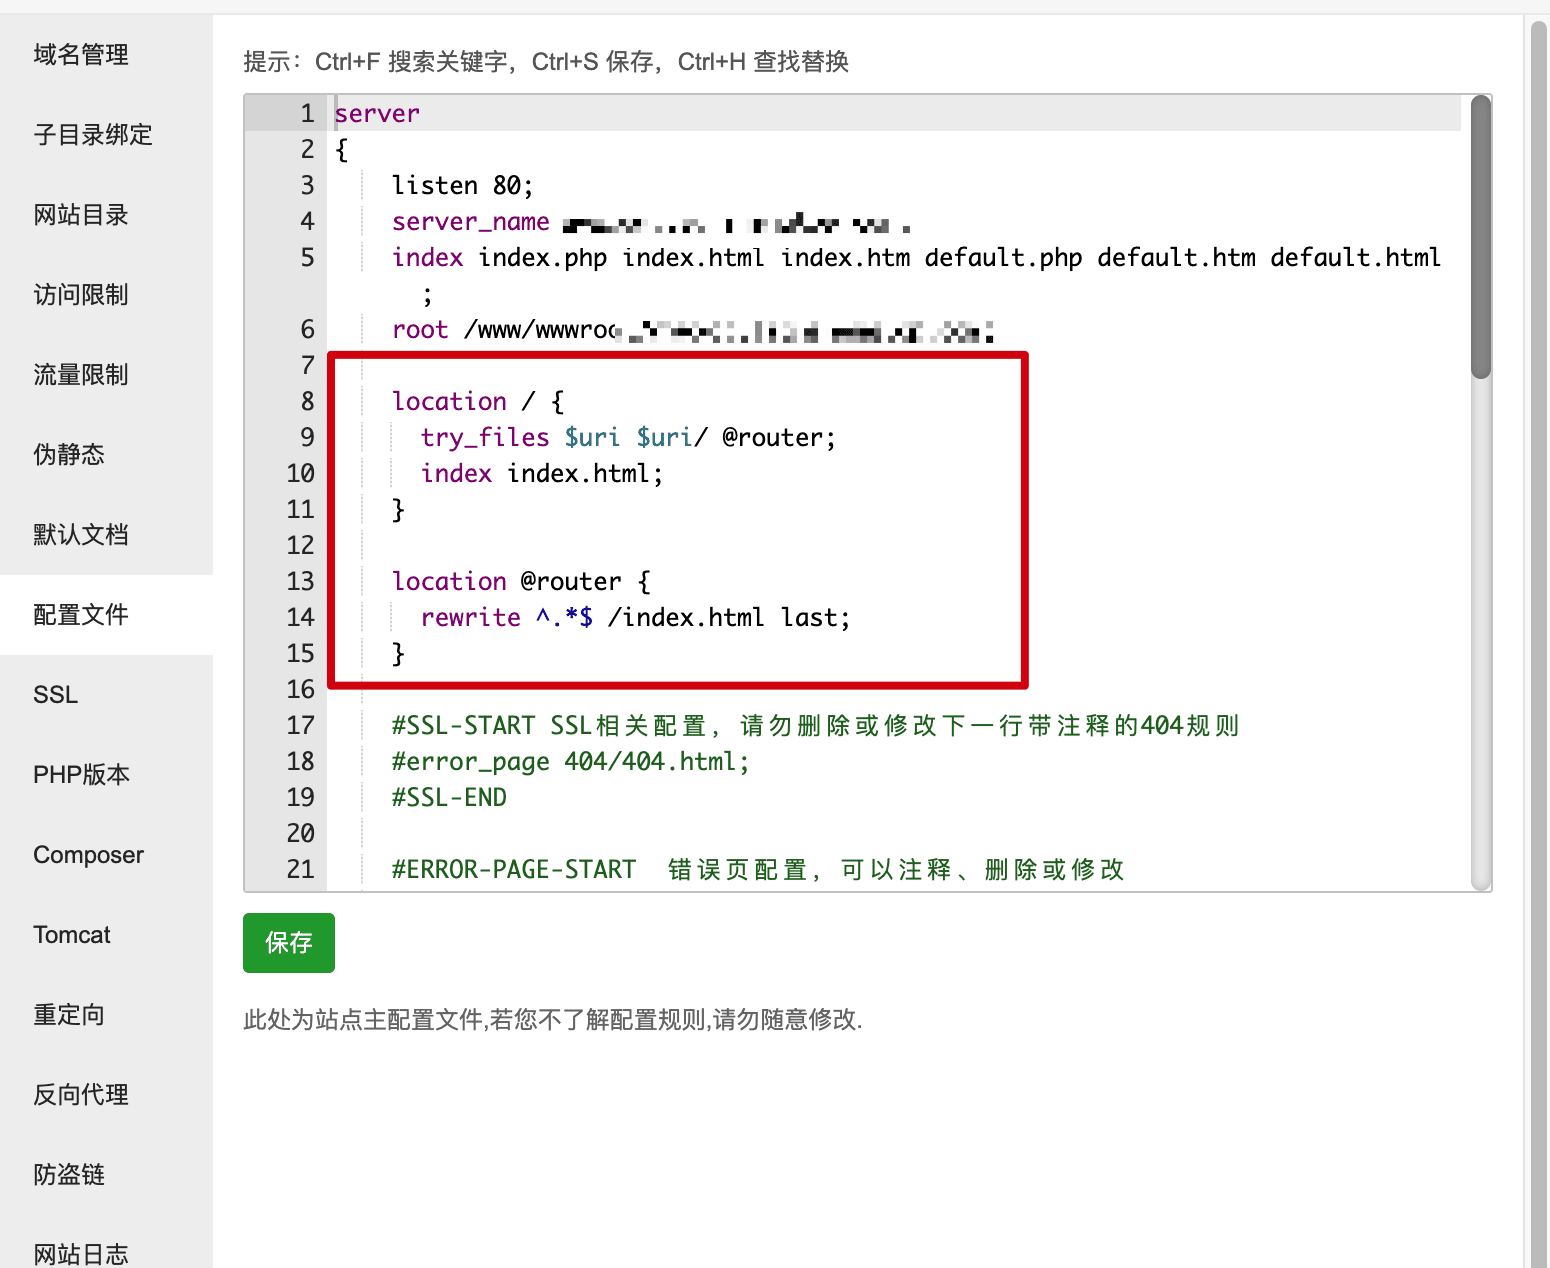 域名管理
子目录绑定
网站目录
访问限制
流量限制
伪静态
默认文档
配置文件
SSL
PHP版本
Composer
Tomcat
重定向
反向代理
防盗链
网站日志
提示：Ctrl+F 搜索关键字，Ctrl+S 保存，Ctrl+H 查找替换
1 server
2 {
3 listen 80;
4 server_name
5 index index.php index.html index.htm default.php default.htm default.html
;
6 root /www/wwwroo
7
8 location / {
9 try_files $uri $uri/ @router;
10 index index.html;
11 }
12
13 location @router {
14 rewrite ^.*$ /index.html last;
15 }
16
17 #SSL-START SSL相关配置，请勿删除或修改下一行带注释的404规则
18 #error_page 404/404.html;
19 #SSL-END
20
21 #ERROR-PAGE-START 错误页配置，可以注释、删除或修改
保存
此处为站点主配置文件,若您不了解配置规则,请勿随意修改.